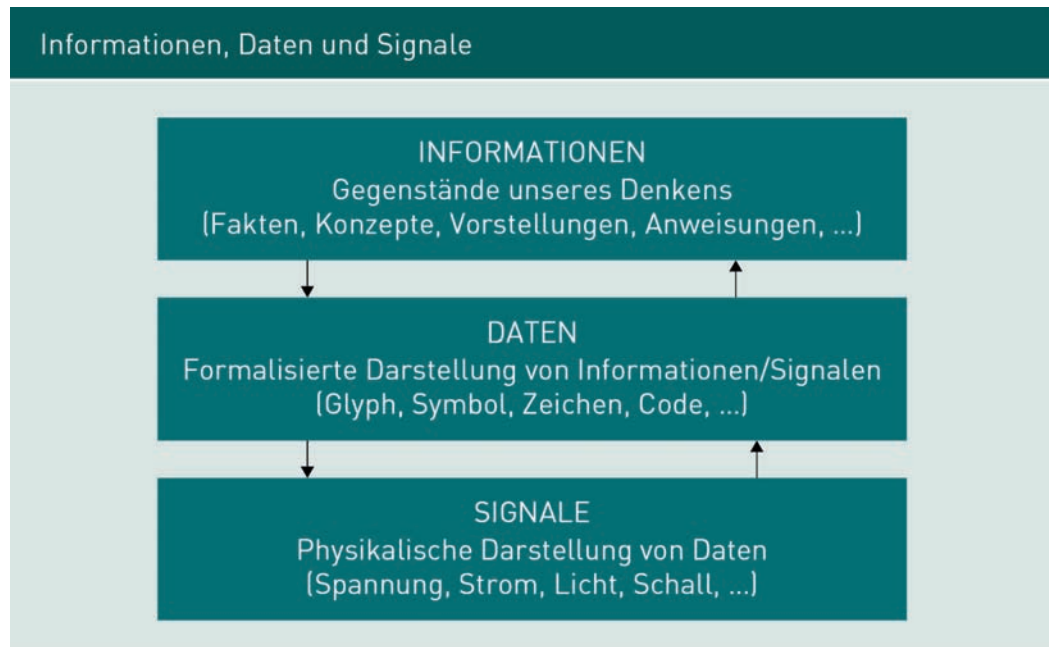 Informationen, Daten und Signale
INFORMATIONEN
Gegenstände unseres Denkens
(Fakten, Konzepte, Vorstellungen, Anweisungen, ...)
DATEN
Formalisierte Darstellung von Informationen/Signalen
(Glyph, Symbol, Zeichen, Code, ...)
SIGNALE
Physikalische Darstellung von Daten
(Spannung, Strom, Licht, Schall, ...)